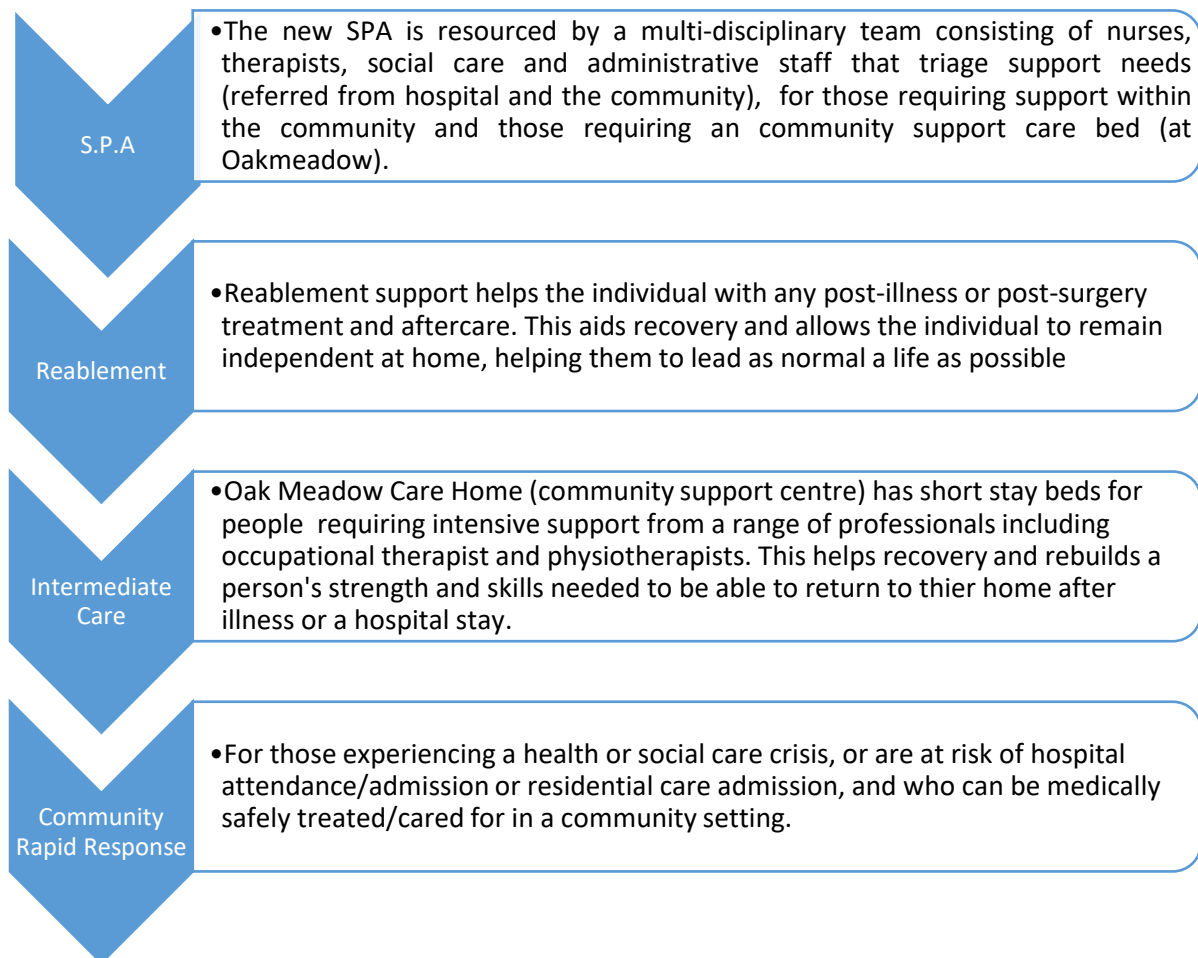 S.P.A
•The new SPA is resourced by a multi-disciplinary team consisting of nurses,
therapists, social care and administrative staff that triage support needs
(referred from hospital and the community), for those requiring support within
the community and those requiring an community support care bed (at
Oakmeadow).
Reablement
•Reablement support helps the individual with any post-illness or post-surgery
treatment and aftercare. This aids recovery and allows the individual to remain
independent at home, helping them to lead as normal a life as possible
Intermediate
Care
•Oak Meadow Care Home (community support centre) has short stay beds for
people requiring intensive support from a range of professionals including
occupational therapist and physiotherapists. This helps recovery and rebuilds a
person's strength and skills needed to be able to return to thier home after
illness or a hospital stay.
Community
Rapid Response
•For those experiencing a health or social care crisis, or are at risk of hospital
attendance/admission or residential care admission, and who can be medically
safely treated/cared for in a community setting.